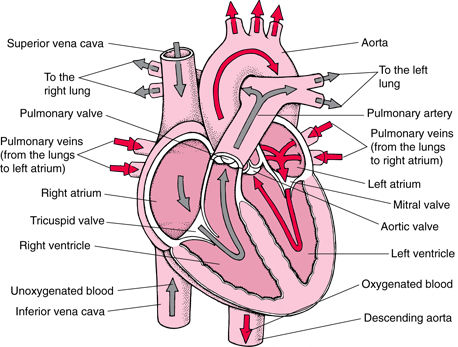 Superior vena cava
To the
right lung
Pulmonary valve
Pulmonary veins
(from the lungs
to left atrium)
Right atrium
Tricuspid valve
Right ventricle
Unoxygenated blood
Inferior vena cava
Aorta
To the left
lung
Pulmonary artery
Pulmonary veins
(from the lungs
to right atrium)
Left atrium
Mitral valve
Aortic valve
Left ventricle
Oxygenated blood
Descending aorta